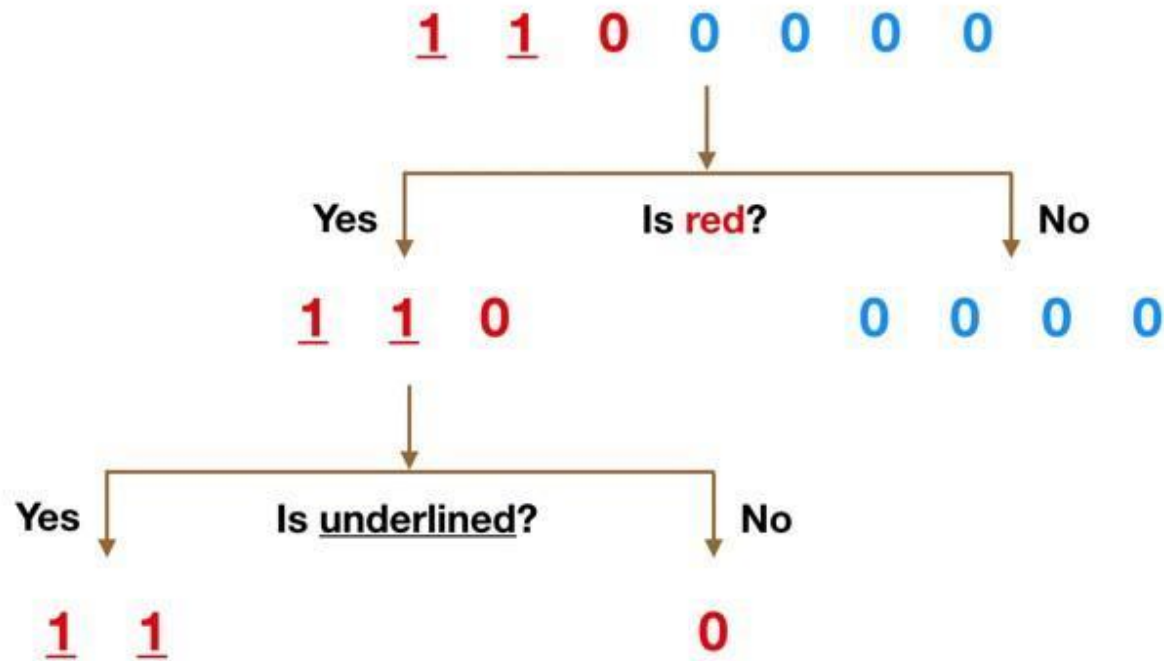 1 1 0 0 0 0 0
Yes Is red? No
1 1 0 0 0 0 0
Yes Is underlined? No
1 1 0